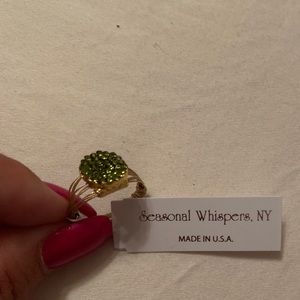 Seasonal Whispers, NY
MADE IN U.S.A.